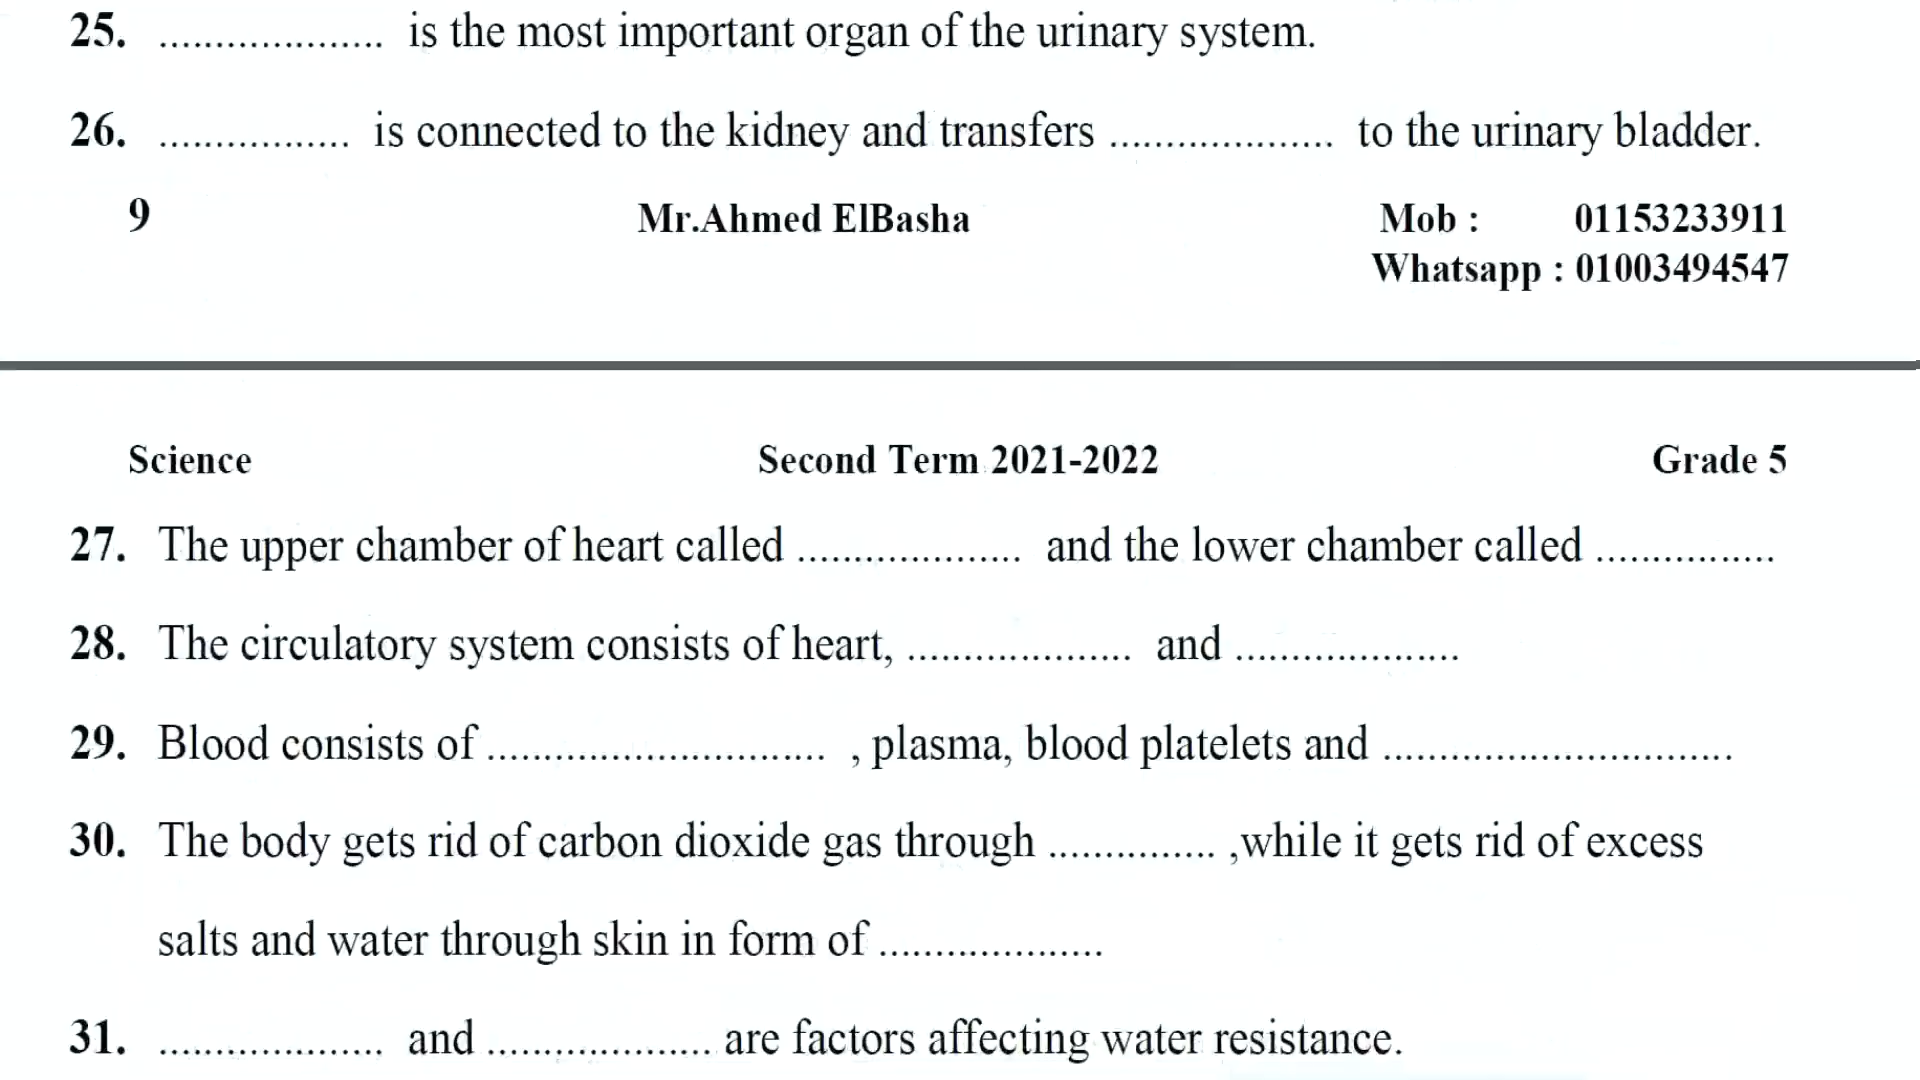 25. .................... is the most important organ of the urinary system.
26. ................. is connected to the kidney and transfers .................... to the urinary bladder.
9 Mr.Ahmed ElBasha Mob : 01153233911
Whatsapp : 01003494547
Science Second Term 2021-2022 Grade 5
27. The upper chamber of heart called .................... and the lower chamber called ................
28. The circulatory system consists of heart, .................... and ....................
29. Blood consists of .............................. , plasma, blood platelets and ...............................
30. The body gets rid of carbon dioxide gas through ............... ,while it gets rid of excess
salts and water through skin in form of ....................
31. .................... and .................... are factors affecting water resistance.